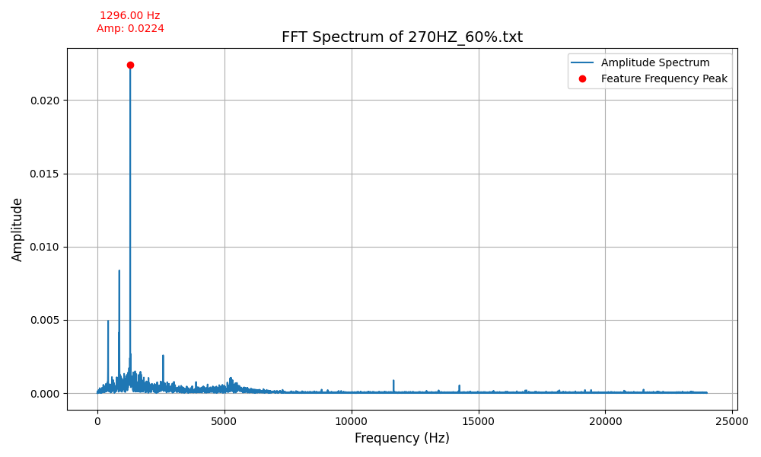 1296.00 Hz
Amp: 0.0224
FFT Spectrum of 270HZ_60%.txt
Amplitude Spectrum
Feature Frequency Peak
Amplitude
0.020
0.015
0.010
0.005
0.000
0
5000
10000
15000
20000
25000
Frequency (Hz)